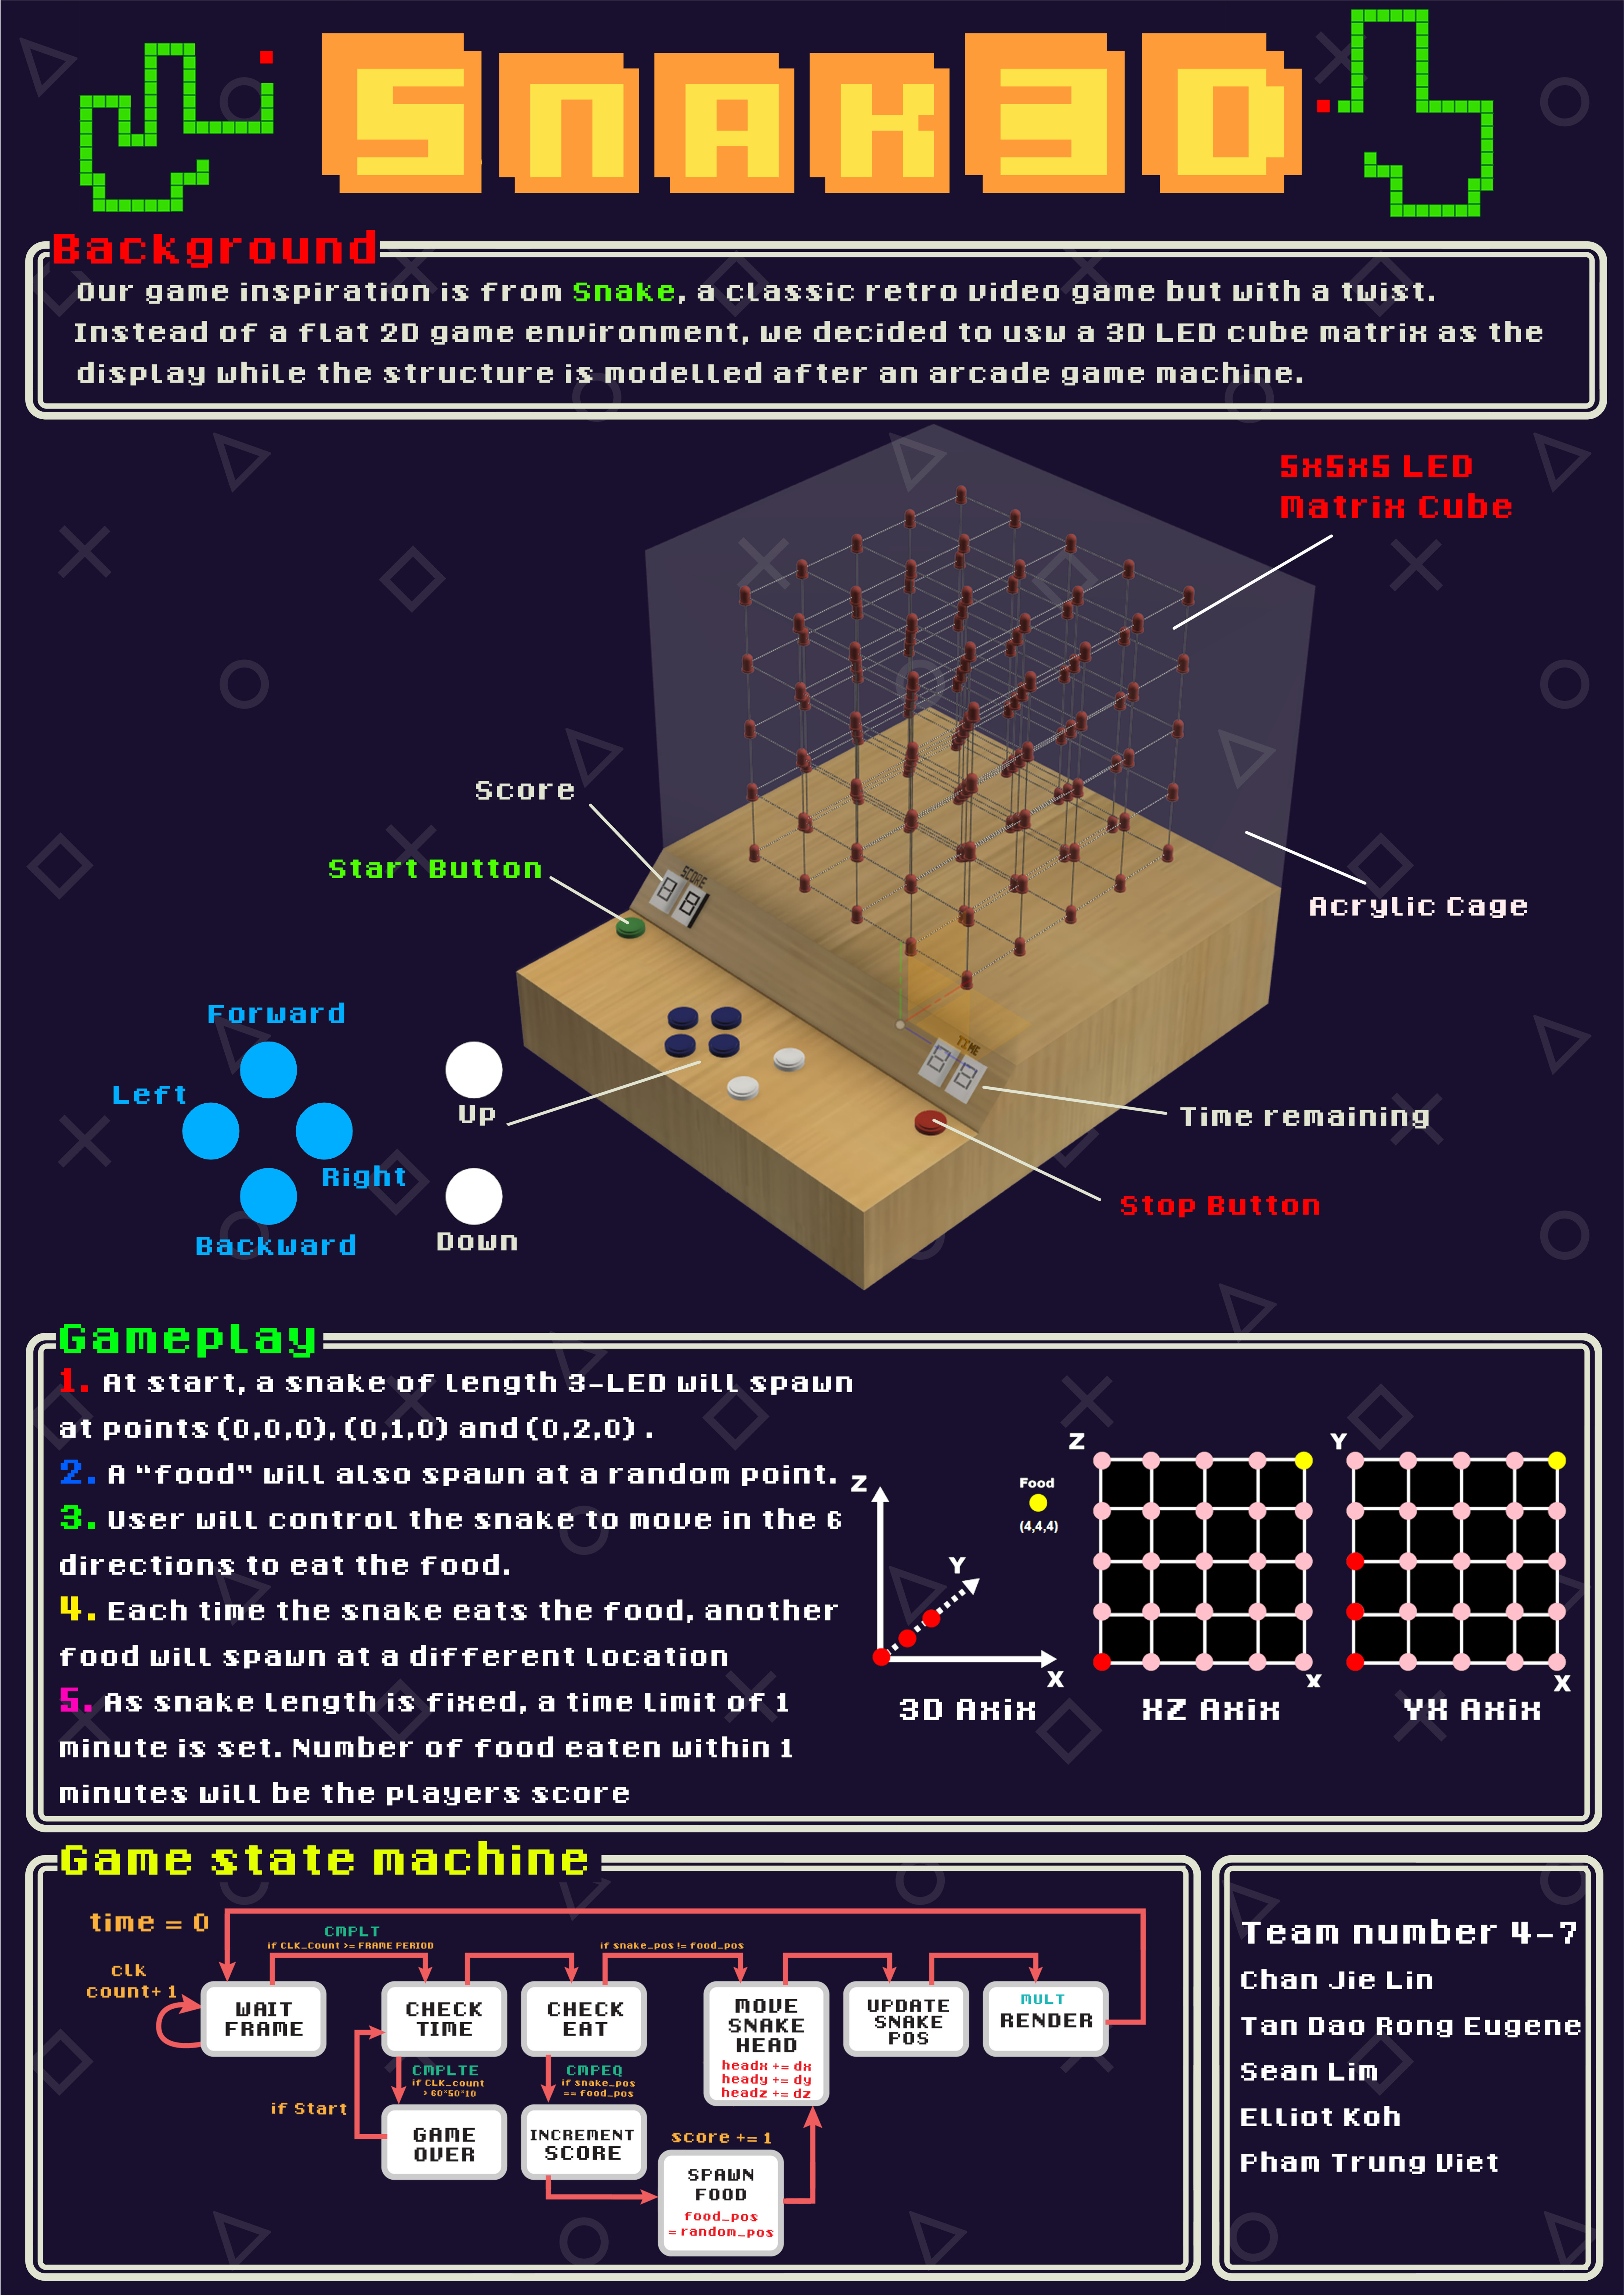 SNAK3D
Background
Our game inspiration is from Snake, a classic retro video game but with a twist.
Instead of a flat 2D game environment, we decided to usw a 3D LED cube matrix as the
display while the structure is modelled after an arcade game machine.
5x5x5 LED
Matrix Cube
Score
Start Button
SCORE
8 8
Acrylic Cage
Forward
Left
Right
Backward
Up
Down
TIME
Time remaining
Stop Button
Gameplay
1. At start, a snake of length 3-LED will spawn
at points (0,0,0), (0,1,0) and (0,2,0) .
2. A “food” will also spawn at a random point.
3. User will control the snake to move in the 6
directions to eat the food.
4. Each time the snake eats the food, another
food will spawn at a different location
5. As snake length is fixed, a time limit of 1
minute is set. Number of food eaten within 1
minutes will be the players score
Z
Y
X
3D Axix
Food
(4,4,4)
Z
X
XZ Axix
Y
X
YX Axix
Game state machine
time = 0
clk
count+ 1
CMPLT
if CLK_Count >= FRAME PERIOD
if snake_pos != food_pos
WAIT
FRAME
CHECK
TIME
CHECK
EAT
MOVE
SNAKE
HEAD
headx += dx
heady += dy
headz += dz
UPDATE
SNAKE
POS
MULT
RENDER
CMPLTE
if CLK_count
> 60*50*10
CMPEQ
if snake_pos
== food_pos
if Start
GAME
OVER
INCREMENT
SCORE
score += 1
SPAWN
FOOD
food_pos
= random_pos
Team number 4-7
Chan Jie Lin
Tan Dao Rong Eugene
Sean Lim
Elliot Koh
Pham Trung Viet